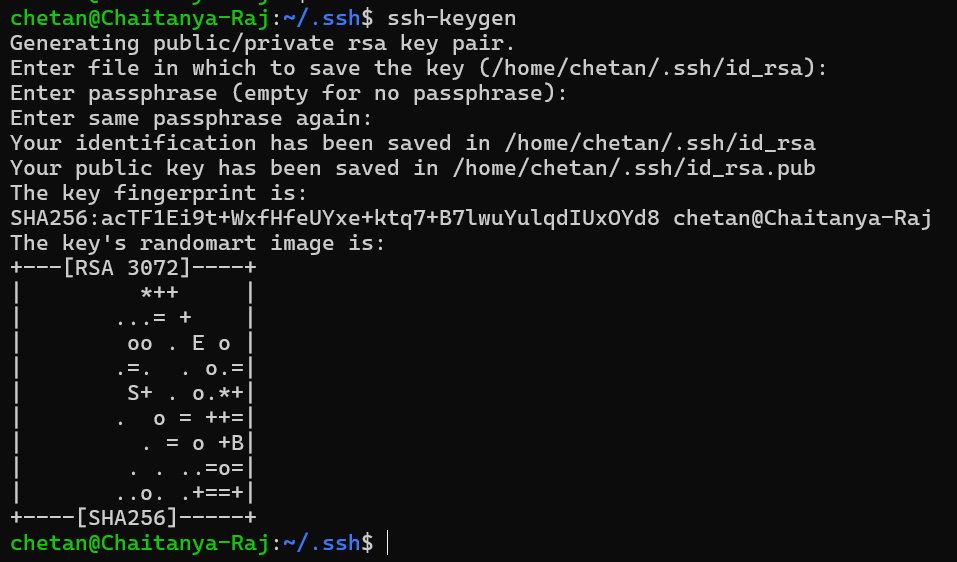 chetan@Chaitanya-Raj:~/.ssh$ ssh-keygen
Generating public/private rsa key pair.
Enter file in which to save the key (/home/chetan/.ssh/id_rsa):
Enter passphrase (empty for no passphrase):
Enter same passphrase again:
Your identification has been saved in /home/chetan/.ssh/id_rsa
Your public key has been saved in /home/chetan/.ssh/id_rsa.pub
The key fingerprint is:
SHA256:acTF1Ei9t+WxfHfeUYxe+ktq7+B7lwuYulqdIUxOYd8 chetan@Chaitanya-Raj
The key's randomart image is:
+---[RSA 3072]----+
|         *++     |
|       ...= +    |
|        oo . E o |
|       .=.  . o.=|
|        S+ . o.*+|
|       .  o = ++=|
|         . = o +B|
|        . . ..=o=|
|       ..o. .+==+|
+----[SHA256]-----+
chetan@Chaitanya-Raj:~/.ssh$